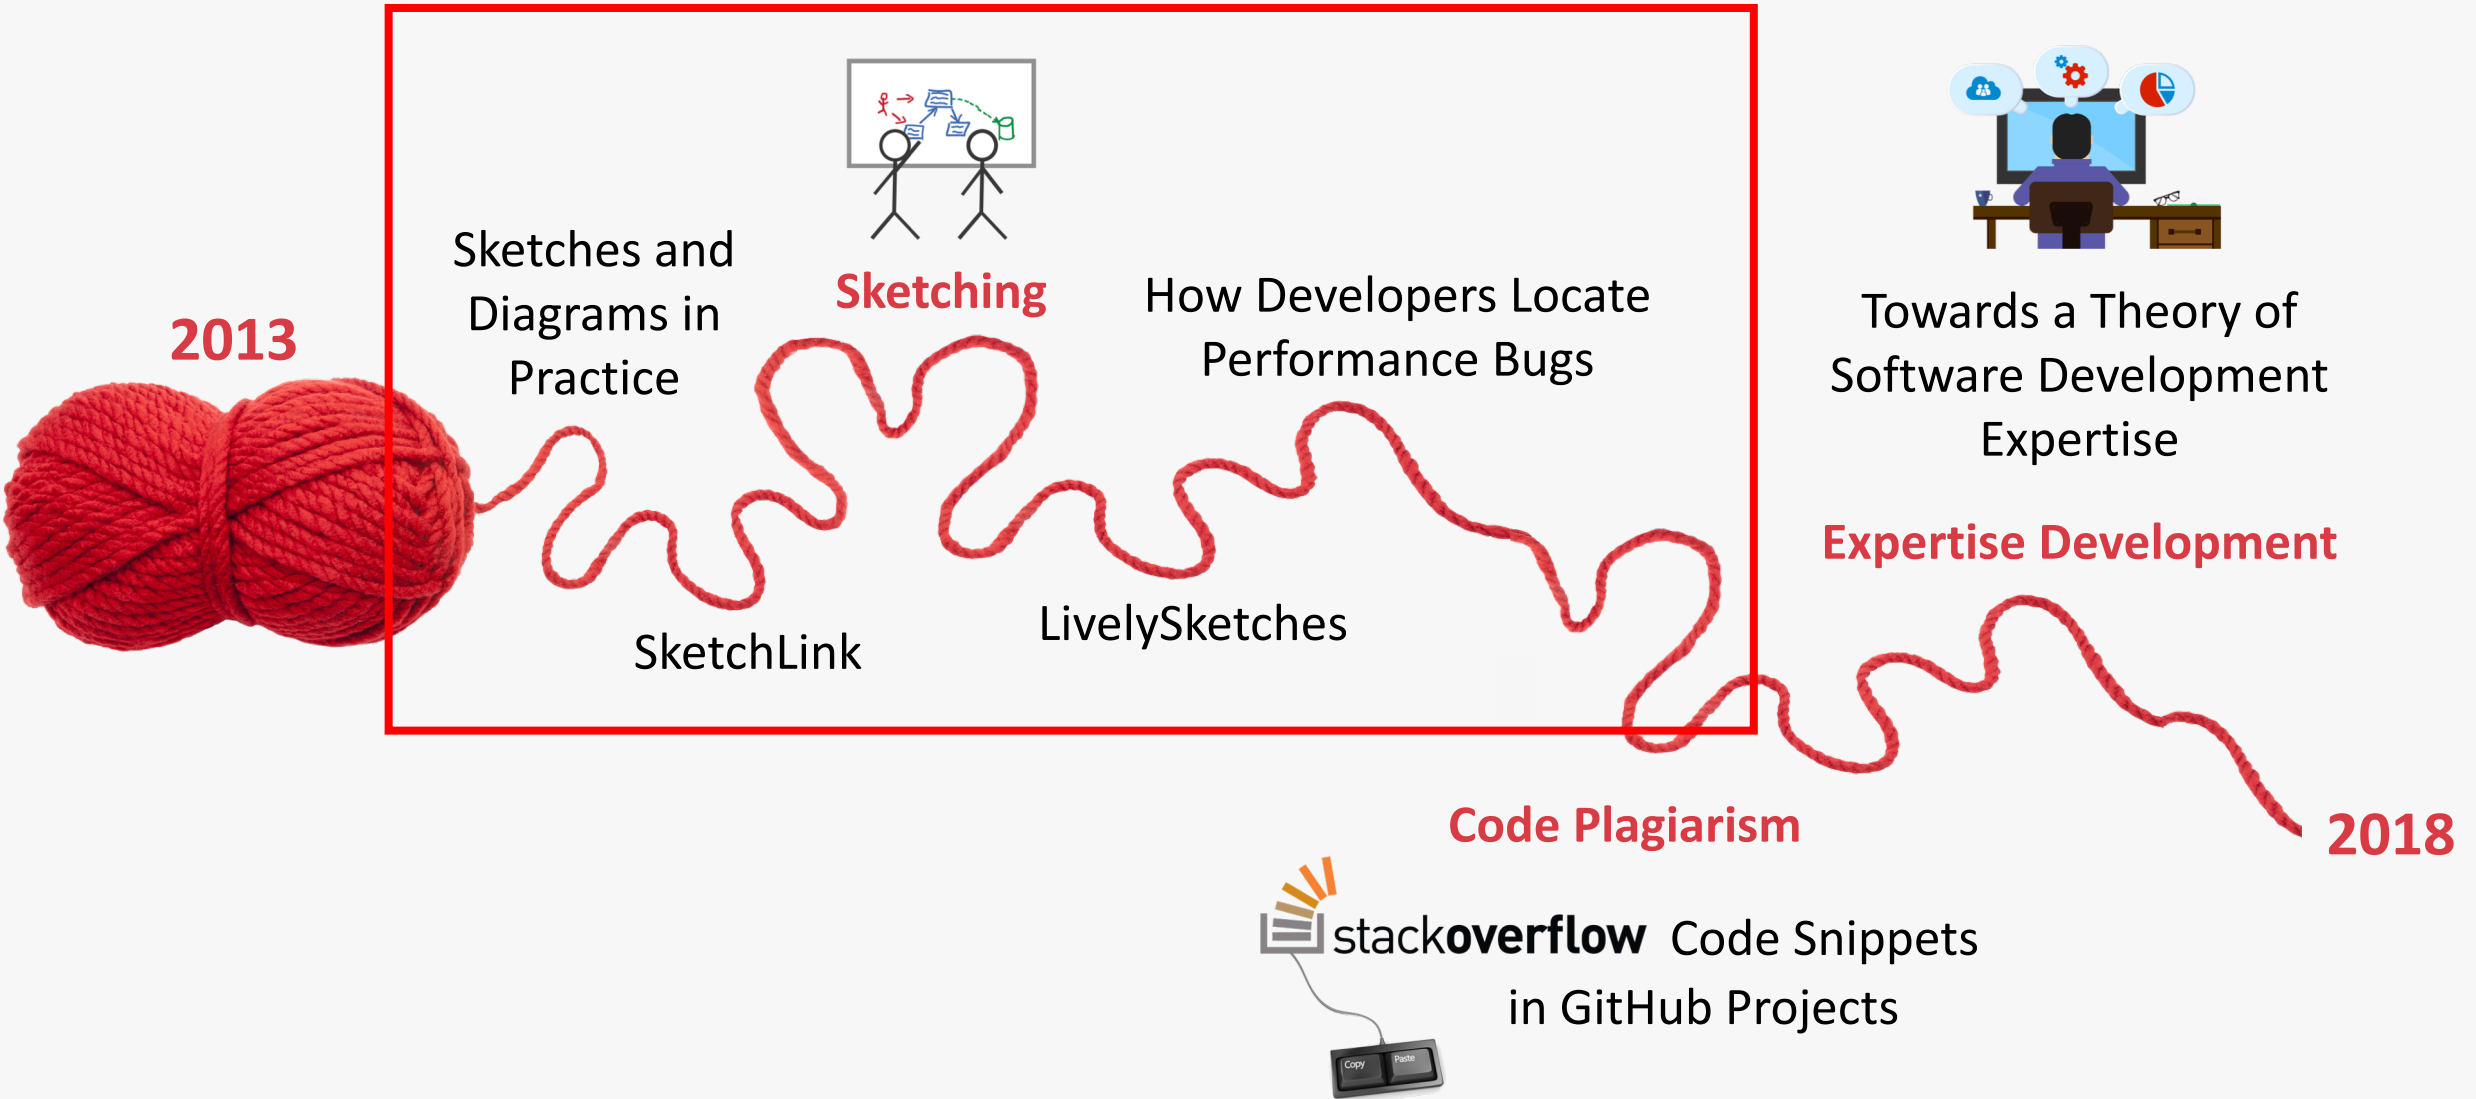 2013
Sketches and
Diagrams in
Practice
Sketching
How Developers Locate
Performance Bugs
SketchLink
LivelySketches
Towards a Theory of
Software Development
Expertise
Expertise Development
Code Plagiarism
2018
stackoverflow Code Snippets
in GitHub Projects
Copy Paste